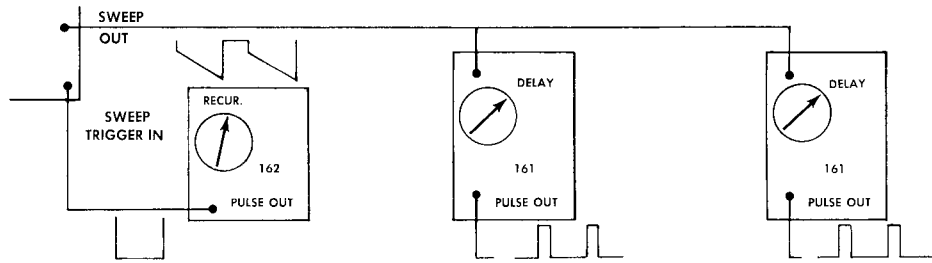 SWEEP
OUT
SWEEP
TRIGGER IN
RECUR.
162
PULSE OUT
DELAY
161
PULSE OUT
DELAY
161
PULSE OUT